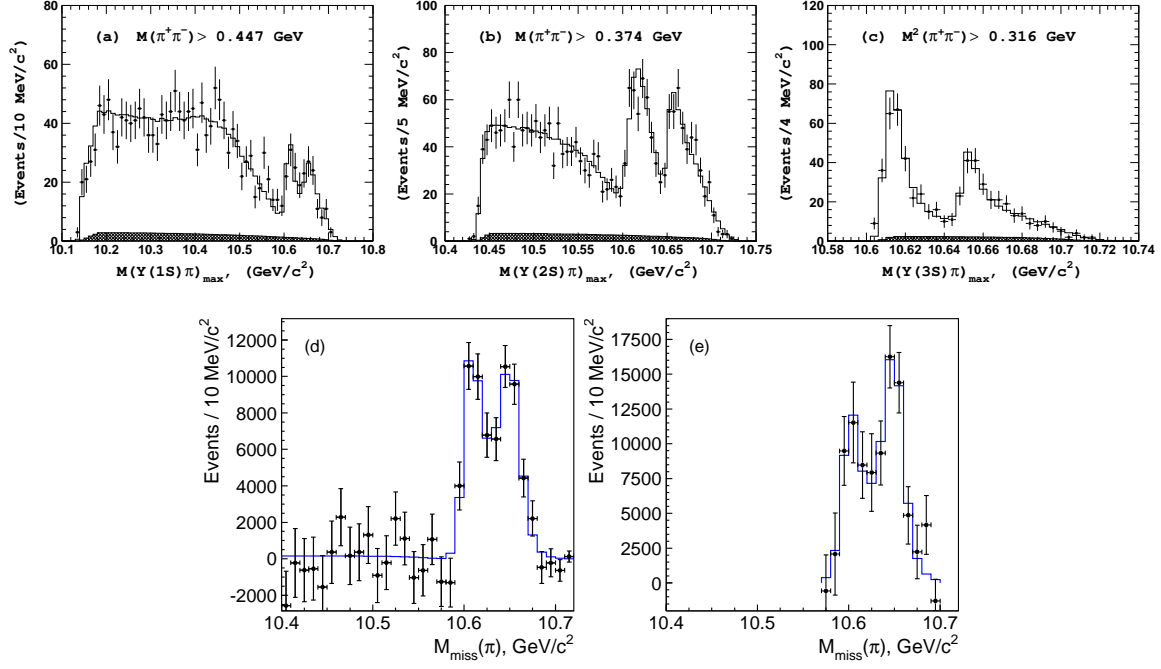 (a) M(π⁺π⁻)> 0.447 GeV
(Events/10 MeV/c²)
80
60
40
20
0
10.1 10.2 10.3 10.4 10.5 10.6 10.7 10.8
M(Υ(1S)π)max, (GeV/c²)
(b) M(π⁺π⁻)> 0.374 GeV
(Events/5 MeV/c²)
100
80
60
40
20
0
10.4 10.45 10.5 10.55 10.6 10.65 10.7 10.75
M(Υ(2S)π)max, (GeV/c²)
(c) M²(π⁺π⁻)> 0.316 GeV
(Events/4 MeV/c²)
120
80
40
0
10.58 10.6 10.62 10.64 10.66 10.68 10.70 10.72 10.74
M(Υ(3S)π)max, (GeV/c²)
(d)
Events / 10 MeV/c²
12000
10000
8000
6000
4000
2000
0
-2000
10.4 10.5 10.6 10.7
Mmiss(π), GeV/c²
(e)
Events / 10 MeV/c²
17500
15000
12500
10000
7500
5000
2500
0
10.4 10.5 10.6 10.7
Mmiss(π), GeV/c²